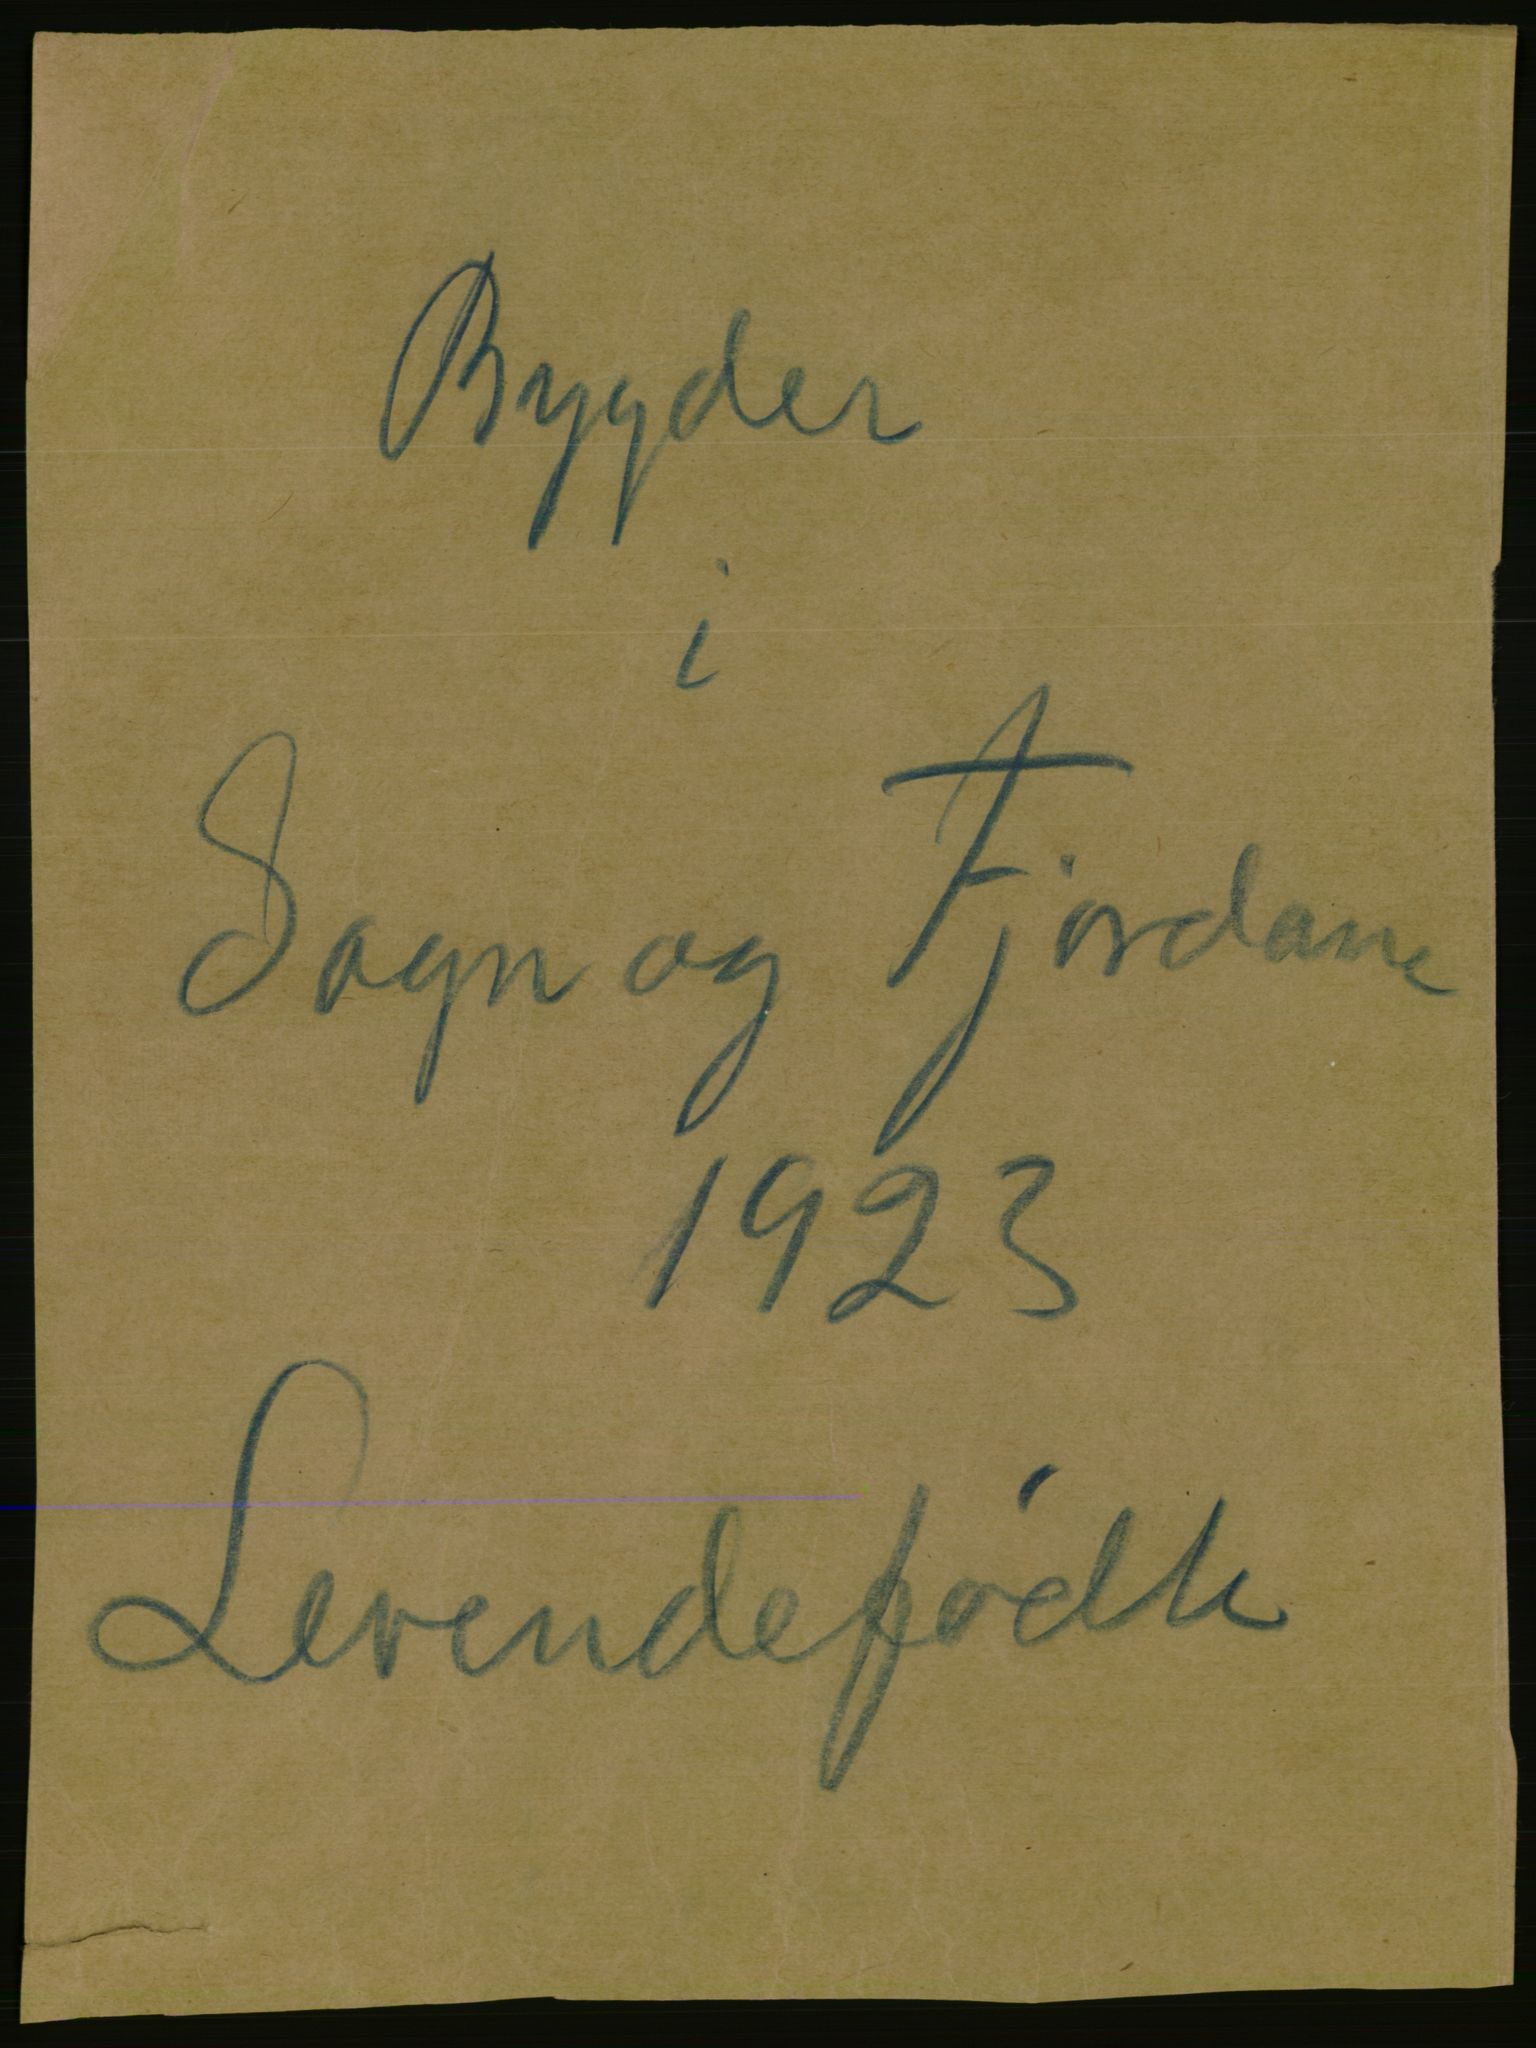 Bygder
i
Sogn og Fjordane
1923
Levendefødte